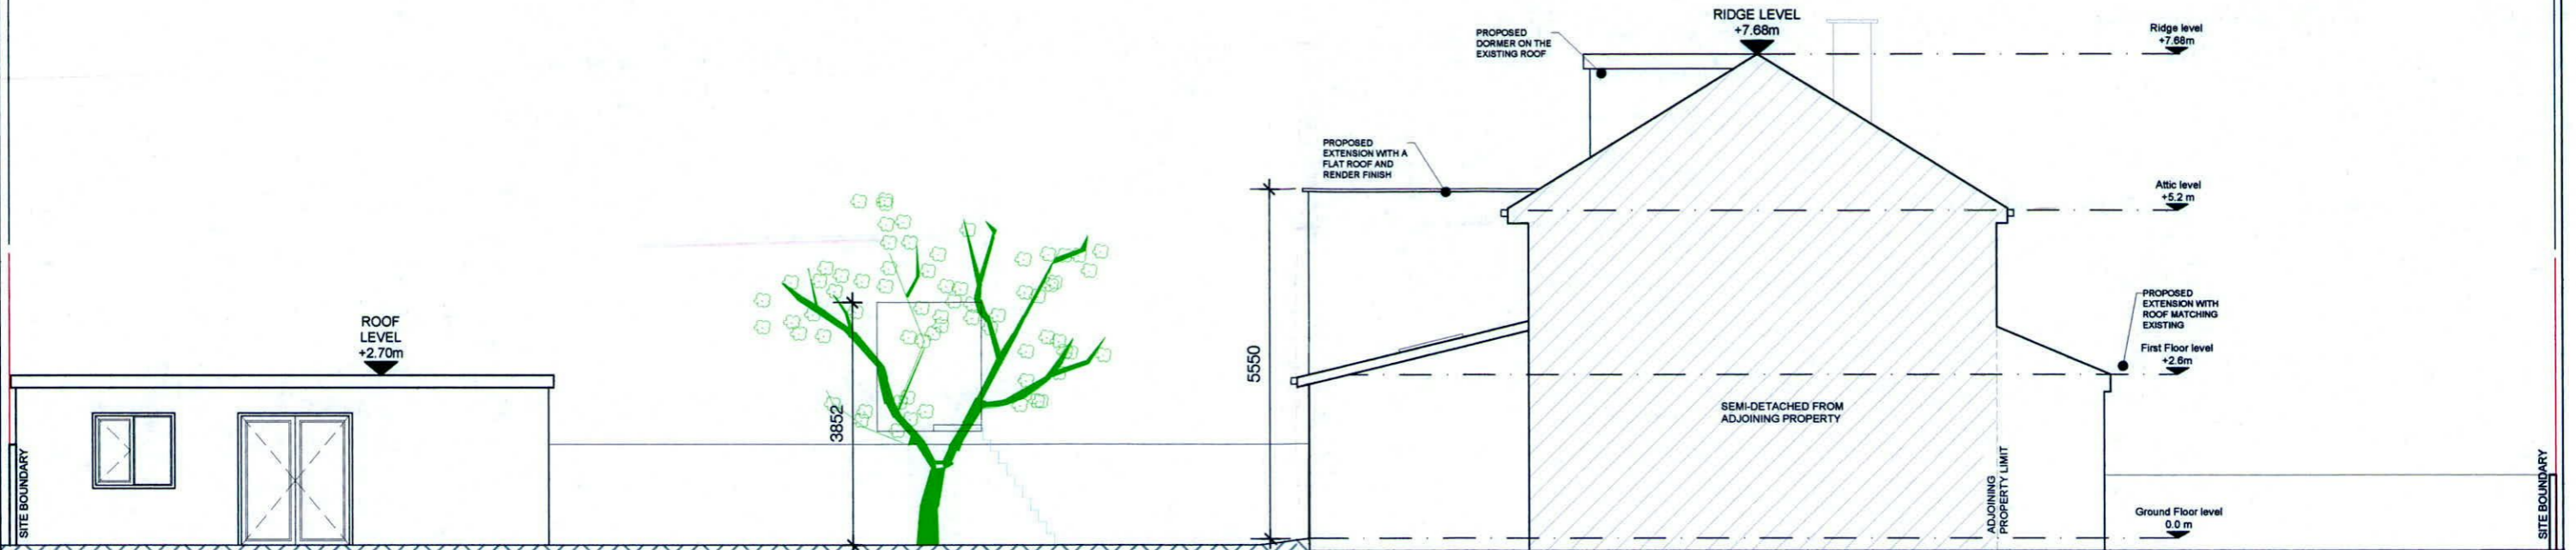 SITE BOUNDARY
ROOF
LEVEL
+2.70m
3852
5550
PROPOSED
EXTENSION WITH A
FLAT ROOF AND
RENDER FINISH
PROPOSED
DORMER ON THE
EXISTING ROOF
RIDGE LEVEL
+7.68m
SEMI-DETACHED FROM
ADJOINING PROPERTY
ADJOINING
PROPERTY LIMIT
Ridge level
+7.68m
Attic level
+5.2 m
PROPOSED
EXTENSION WITH
ROOF MATCHING
EXISTING
First Floor level
+2.6m
Ground Floor level
0.0 m
SITE BOUNDARY